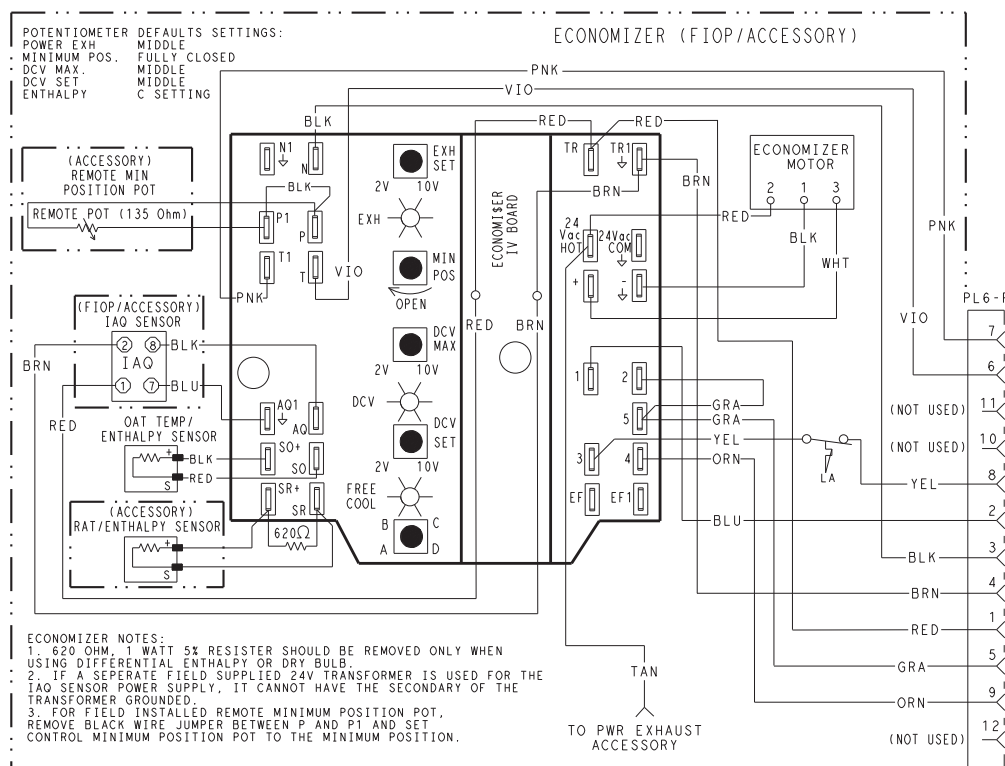 POTENTIOMETER DEFAULTS SETTINGS:
POWER EXH MIDDLE
MINIMUM POS. FULLY CLOSED
DCV MAX. MIDDLE
DCV SET MIDDLE
ENTHALPY C SETTING
ECONOMIZER (FIOP/ACCESSORY)
PNK
VIO
BLK
RED
RED
(ACCESSORY)
REMOTE MIN
POSITION POT
REMOTE POT (135 Ohm)
N1
N
BLK
P1
P
T1
T
VIO
PNK
EXH
SET
2V 10V
EXH
MIN
POS
OPEN
DCV
MAX
2V 10V
DCV
DCV
SET
2V 10V
FREE
COOL
B C
A D
ECONOMI$ER
IV BOARD
RED
BRN
TR
TR1
BRN
BRN
24
Vac
HOT
24Vac
COM
+
-
RED
ECONOMIZER
MOTOR
2 1 3
BLK
WHT
PNK
VIO
(FIOP/ACCESSORY)
IAQ SENSOR
2 8
IAQ
1 7
BLK
BLU
BRN
RED
AQ1
AQ
OAT TEMP/
ENTHALPY SENSOR
+
S
BLK
RED
SO+
SO
SR+
SR
620Ω
(ACCESSORY)
RAT/ENTHALPY SENSOR
+
S
1
2
5
3
4
EF
EF1
GRA
GRA
YEL
ORN
BLU
LA
TAN
TO PWR EXHAUST
ACCESSORY
PL6-R
7
6
(NOT USED) 11
(NOT USED) 10
YEL 8
2
BLK 3
BRN 4
RED 1
GRA 5
ORN 9
(NOT USED) 12
ECONOMIZER NOTES:
1. 620 OHM, 1 WATT 5% RESISTER SHOULD BE REMOVED ONLY WHEN
USING DIFFERENTIAL ENTHALPY OR DRY BULB.
2. IF A SEPERATE FIELD SUPPLIED 24V TRANSFORMER IS USED FOR THE
IAQ SENSOR POWER SUPPLY, IT CANNOT HAVE THE SECONDARY OF THE
TRANSFORMER GROUNDED.
3. FOR FIELD INSTALLED REMOTE MINIMUM POSITION POT,
REMOVE BLACK WIRE JUMPER BETWEEN P AND P1 AND SET
CONTROL MINIMUM POSITION POT TO THE MINIMUM POSITION.